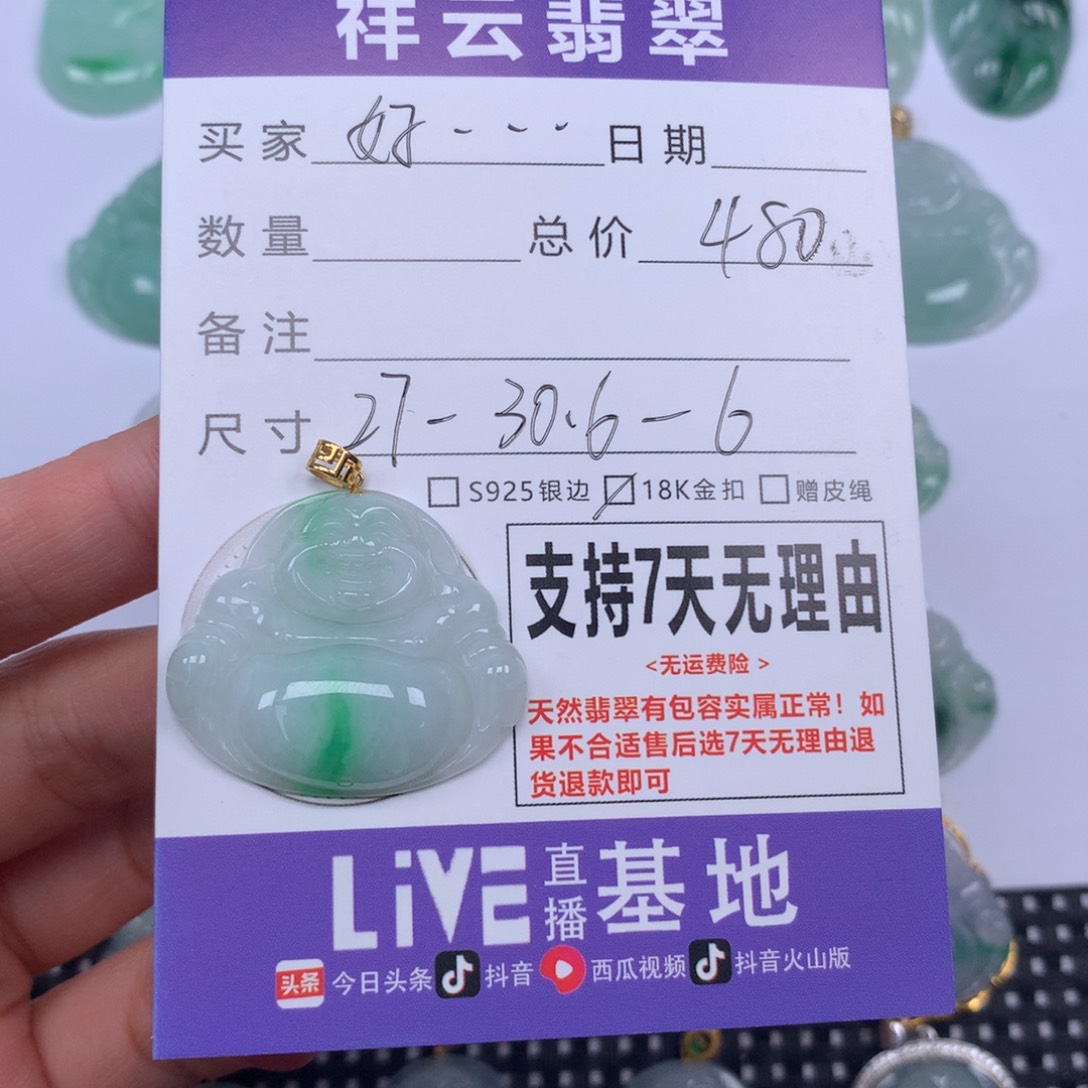 祥云翡翠
买家 好... 日期
数量 总价 480
备注
尺寸 27-30.6-6
S925银边 18K金扣 赠皮绳
支持7天无理由
<无运费险>
天然翡翠有包容实属正常！如
果不合适售后选7天无理由退
货退款即可
LiVE直播基地
头条 今日头条 抖音 西瓜视频 抖音火山版